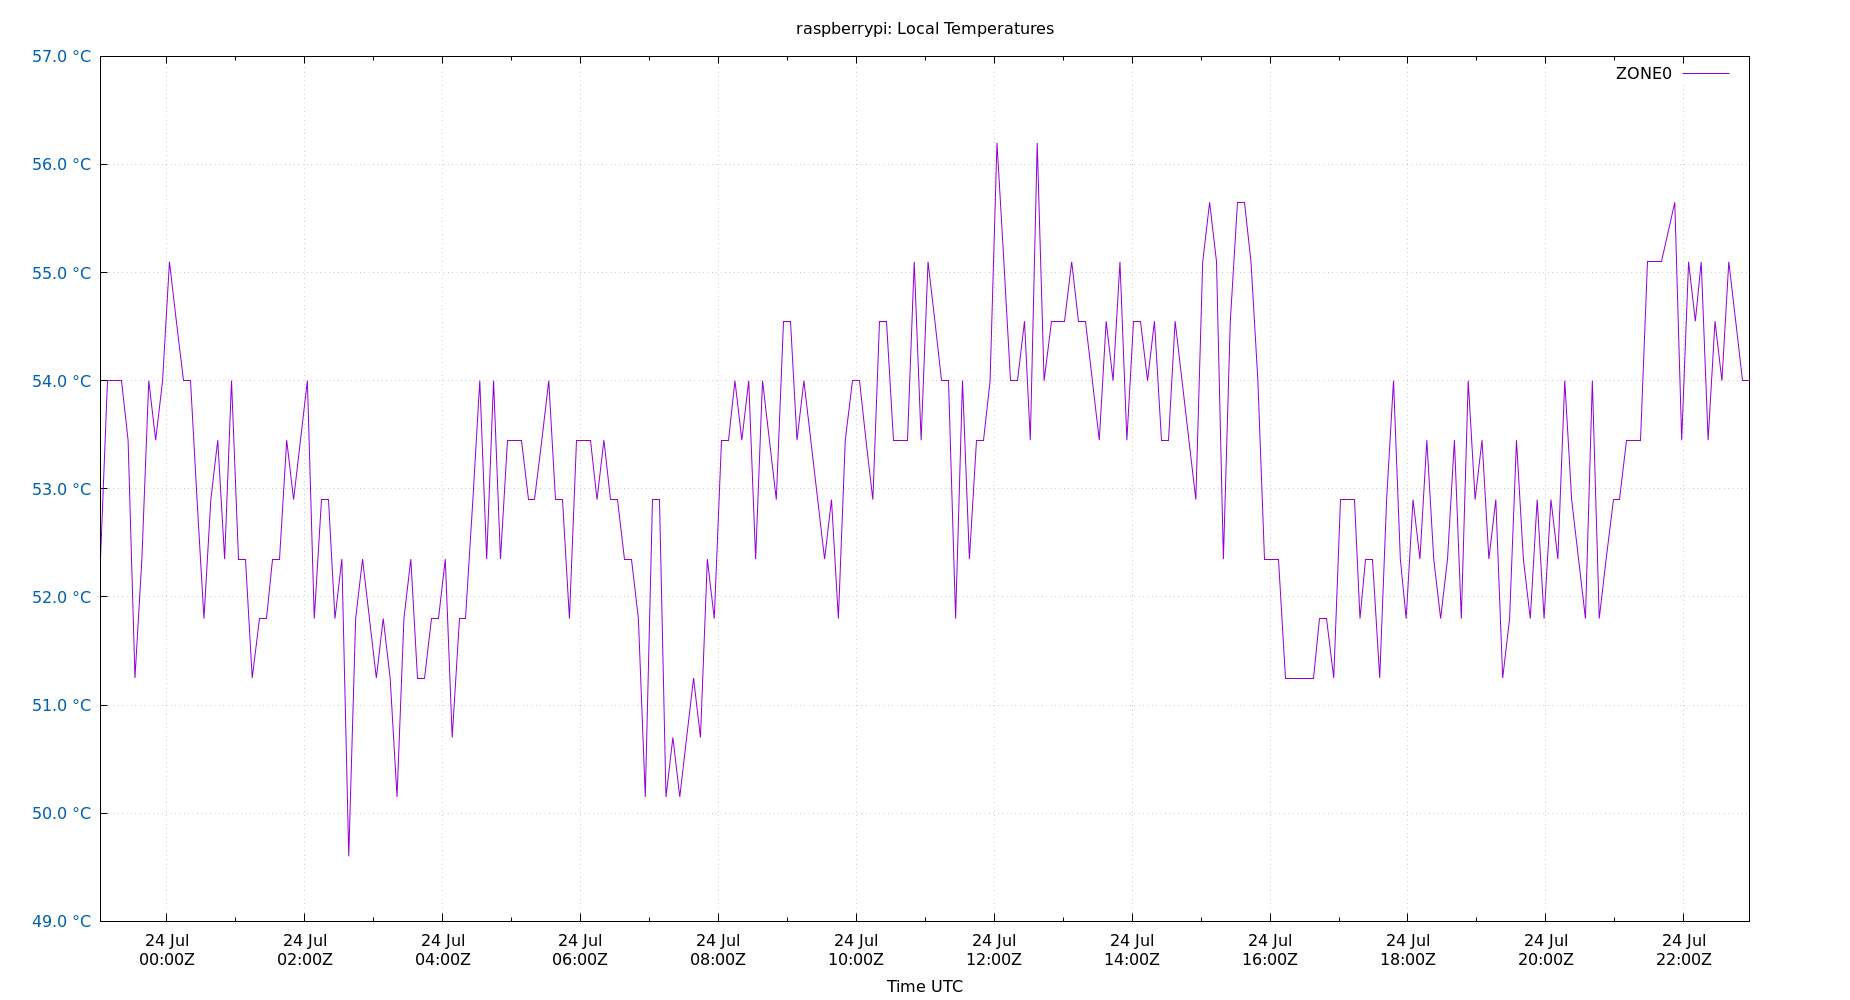 raspberrypi: Local Temperatures
57.0 °C
56.0 °C
55.0 °C
54.0 °C
53.0 °C
52.0 °C
51.0 °C
50.0 °C
49.0 °C
ZONE0
24 Jul 24 Jul 24 Jul 24 Jul 24 Jul 24 Jul 24 Jul 24 Jul 24 Jul 24 Jul 24 Jul 24 Jul
00:00Z 02:00Z 04:00Z 06:00Z 08:00Z 10:00Z 12:00Z 14:00Z 16:00Z 18:00Z 20:00Z 22:00Z
Time UTC